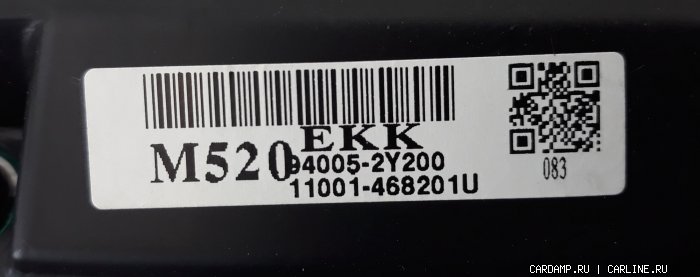 EKK
M520
94005-2Y200
11001-468201U
083
CARDAMP.RU | CARLINE.RU